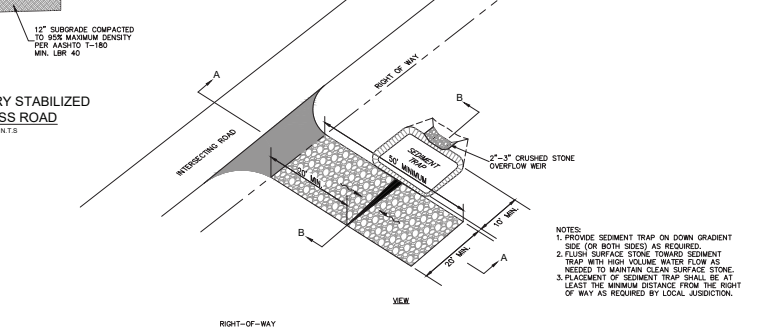 12" SUBGRADE COMPACTED
TO 95% MAXIMUM DENSITY
PER AASHTO T-180
MIN. LBR 40
RY STABILIZED
SS ROAD
N.T.S
A
INTERSECTING ROAD
RIGHT OF WAY
B
SEDIMENT
TRAP
50' MINIMUM
2"-3" CRUSHED STONE
OVERFLOW WEIR
20' MIN.
B
10' MIN.
20' MIN.
A
NOTES:
1. PROVIDE SEDIMENT TRAP ON DOWN GRADIENT
SIDE (OR BOTH SIDES) AS REQUIRED.
2. FLUSH SURFACE STONE TOWARD SEDIMENT
TRAP WITH HIGH VOLUME WATER FLOW AS
NEEDED TO MAINTAIN CLEAN SURFACE STONE.
3. PLACEMENT OF SEDIMENT TRAP SHALL BE AT
LEAST THE MINIMUM DISTANCE FROM THE RIGHT
OF WAY AS REQUIRED BY LOCAL JUSIDICTION.
VIEW
RIGHT-OF-WAY